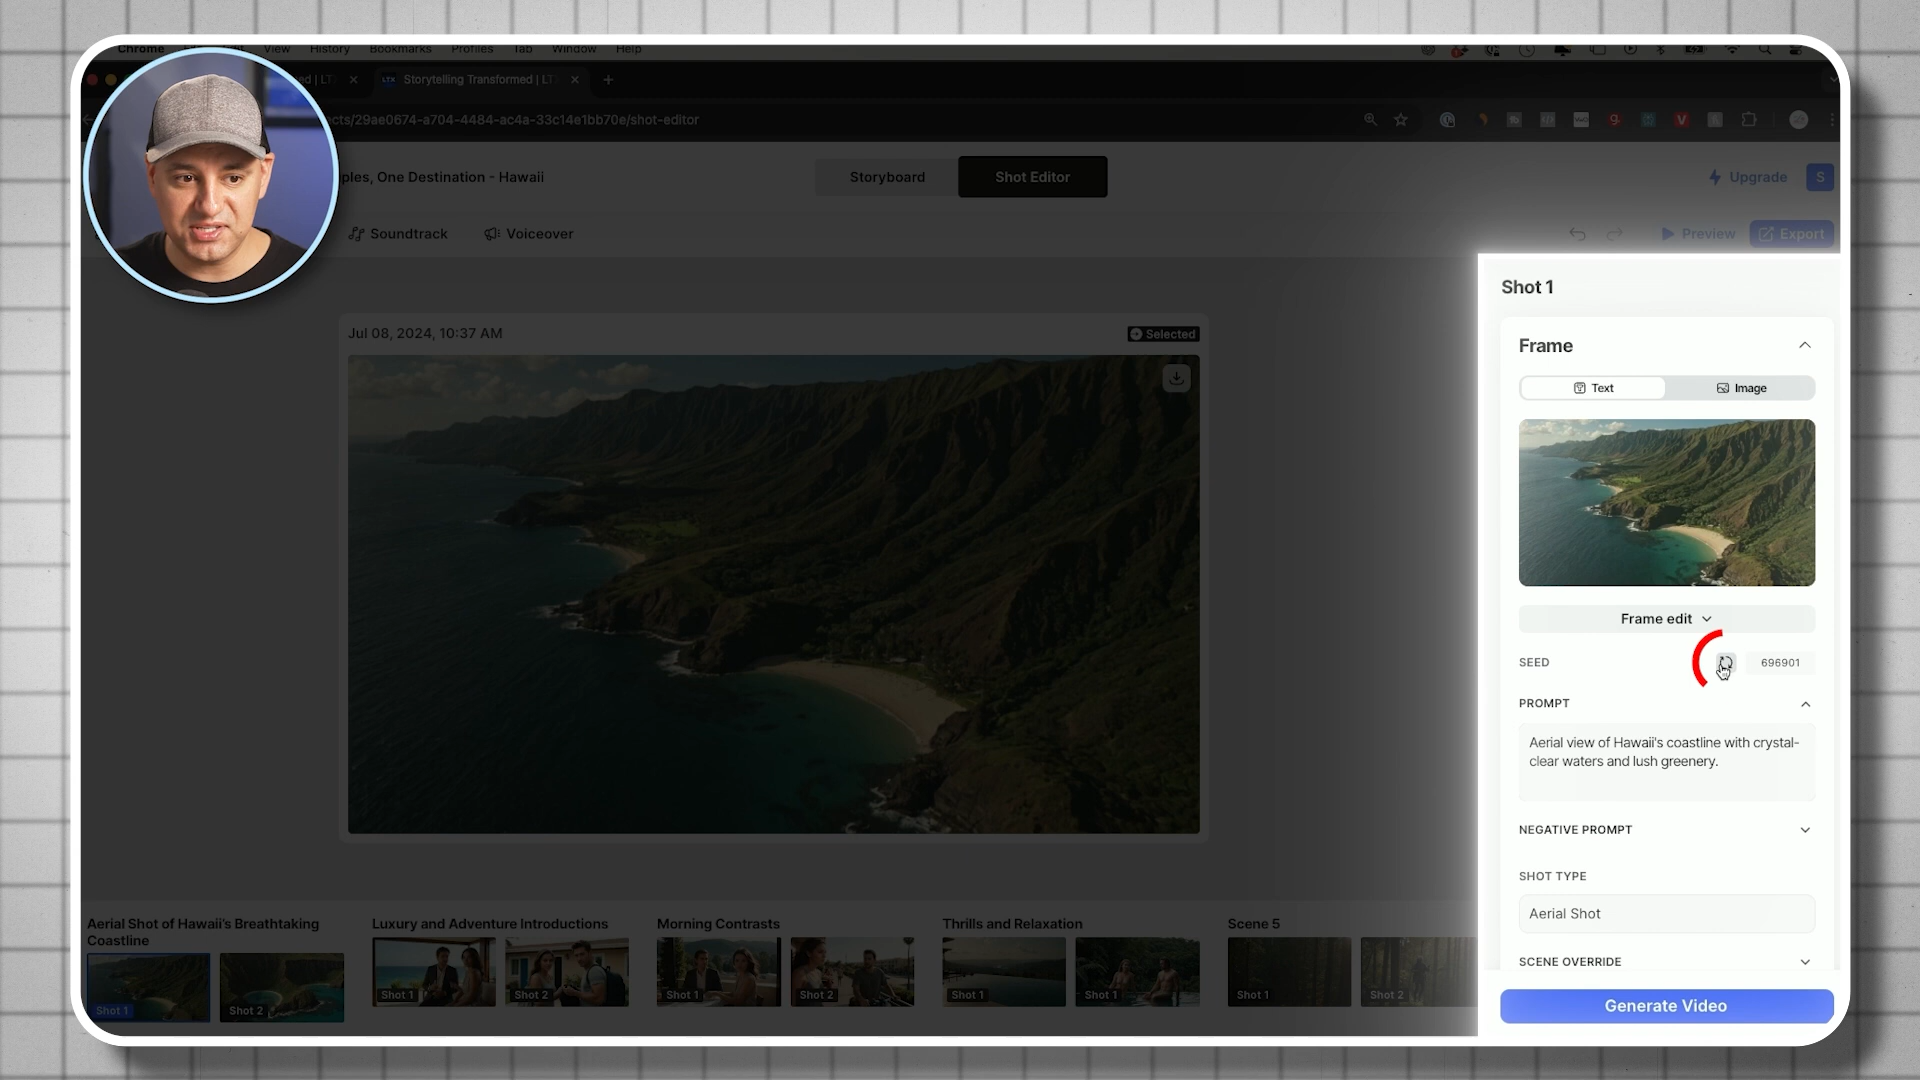 Chrome View History Bookmarks Profiles Tab Window Help
Storytelling Transformed | LT
cts/29ae0674-a704-4484-ac4a-33c14e1bb70e/shot-editor
ples, One Destination - Hawaii
Storyboard
Shot Editor
Upgrade
S
Soundtrack
Voiceover
Preview
Export
Jul 08, 2024, 10:37 AM
Selected
Shot 1
Frame
Text
Image
Frame edit
SEED
696901
PROMPT
Aerial view of Hawaii's coastline with crystal-
clear waters and lush greenery.
NEGATIVE PROMPT
SHOT TYPE
Aerial Shot
SCENE OVERRIDE
Generate Video
Aerial Shot of Hawaii's Breathtaking
Coastline
Shot 1
Shot 2
Luxury and Adventure Introductions
Shot 1
Shot 2
Morning Contrasts
Shot 1
Shot 2
Thrills and Relaxation
Shot 1
Shot 1
Scene 5
Shot 1
Shot 2